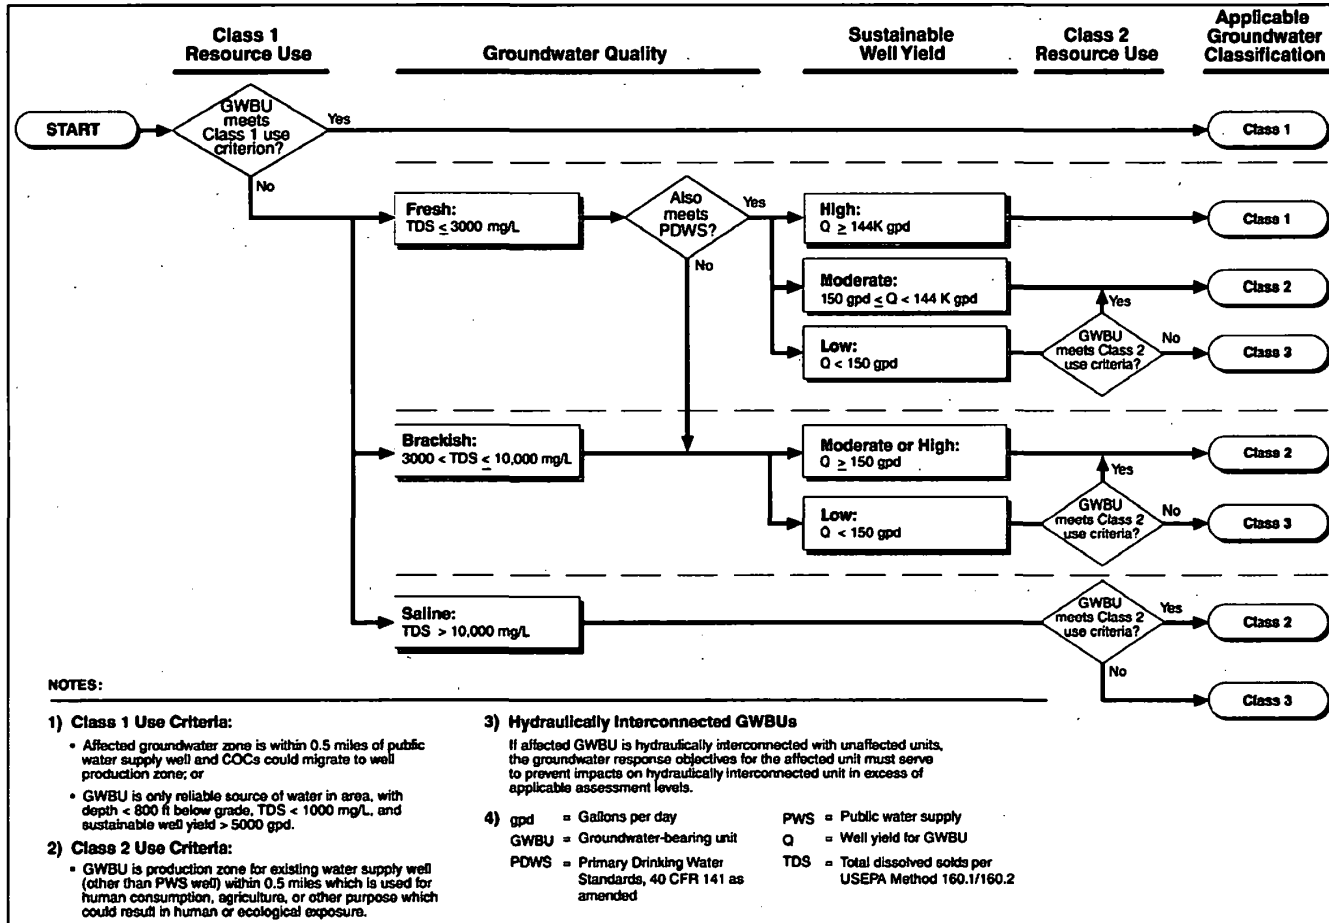 Class 1
Resource Use
Groundwater Quality
Sustainable
Well Yield
Class 2
Resource Use
Applicable
Groundwater
Classification
START
GWBU
meets
Class 1 use
criterion?
Yes
No
Class 1
Fresh:
TDS ≤ 3000 mg/L
Also
meets
PDWS?
Yes
No
High:
Q ≥ 144K gpd
Class 1
Moderate:
150 gpd ≤ Q < 144 K gpd
Class 2
Yes
Low:
Q < 150 gpd
GWBU
meets Class 2
use criteria?
No
Class 3
Brackish:
3000 < TDS ≤ 10,000 mg/L
Moderate or High:
Q ≥ 150 gpd
Class 2
Yes
Low:
Q < 150 gpd
GWBU
meets Class 2
use criteria?
No
Class 3
Saline:
TDS > 10,000 mg/L
GWBU
meets Class 2
use criteria?
Yes
Class 2
No
Class 3
NOTES:
1) Class 1 Use Criteria:
• Affected groundwater zone is within 0.5 miles of public
water supply well and COCs could migrate to well
production zone; or
• GWBU is only reliable source of water in area, with
depth < 800 ft below grade, TDS < 1000 mg/L, and
sustainable well yield > 5000 gpd.
2) Class 2 Use Criteria:
• GWBU is production zone for existing water supply well
(other than PWS well) within 0.5 miles which is used for
human consumption, agriculture, or other purpose which
could result in human or ecological exposure.
3) Hydraulically Interconnected GWBUs
If affected GWBU is hydraulically interconnected with unaffected units,
the groundwater response objectives for the affected unit must serve
to prevent impacts on hydraulically interconnected unit in excess of
applicable assessment levels.
4) gpd = Gallons per day
GWBU = Groundwater-bearing unit
PDWS = Primary Drinking Water
Standards, 40 CFR 141 as
amended
PWS = Public water supply
Q = Well yield for GWBU
TDS = Total dissolved solds per
USEPA Method 160.1/160.2